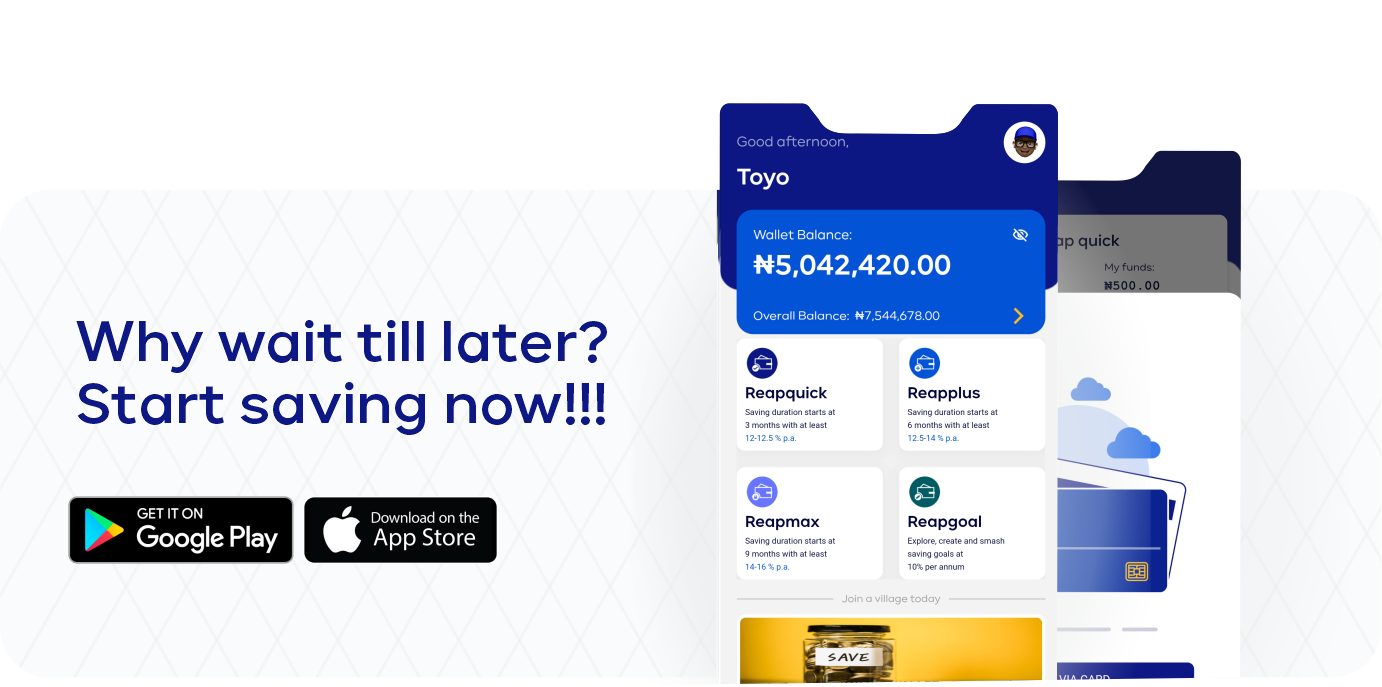 Why wait till later?
Start saving now!!!
GET IT ON
Google Play
Download on the
App Store
Good afternoon,
Toyo
Wallet Balance:
₦5,042,420.00
Overall Balance: ₦7,544,678.00
Reapquick
Saving duration starts at
3 months with at least
12-12.5 % p.a.
Reapplus
Saving duration starts at
6 months with at least
12.5-14 % p.a.
Reapmax
Saving duration starts at
9 months with at least
14-16 % p.a.
Reapgoal
Explore, create and smash
saving goals at
10% per annum
Join a village today
SAVE
ap quick
My funds:
₦500.00
VIA CARD